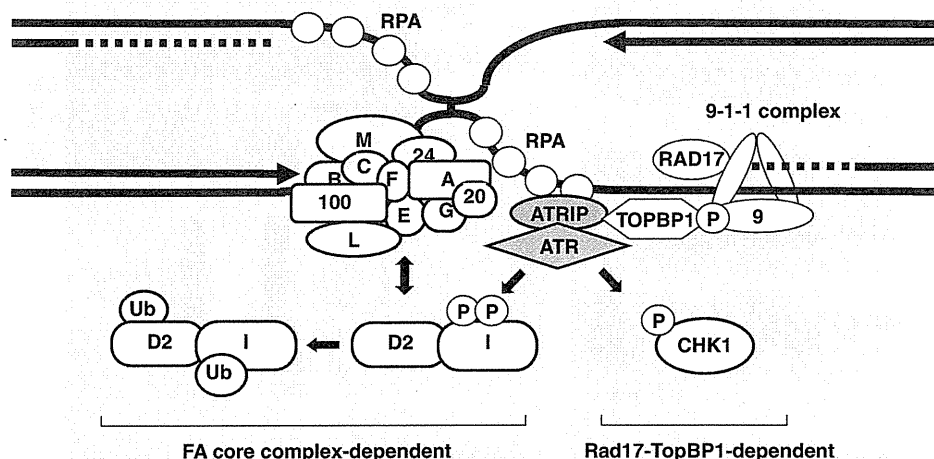 RPA
9-1-1 complex
M
RPA
RAD17
24
C
B
F
A
100
20
E
G
ATRIP
TOPBP1
P
9
L
ATR
Ub
P P
P
D2
I
D2
I
CHK1
Ub
FA core complex-dependent
Rad17-TopBP1-dependent